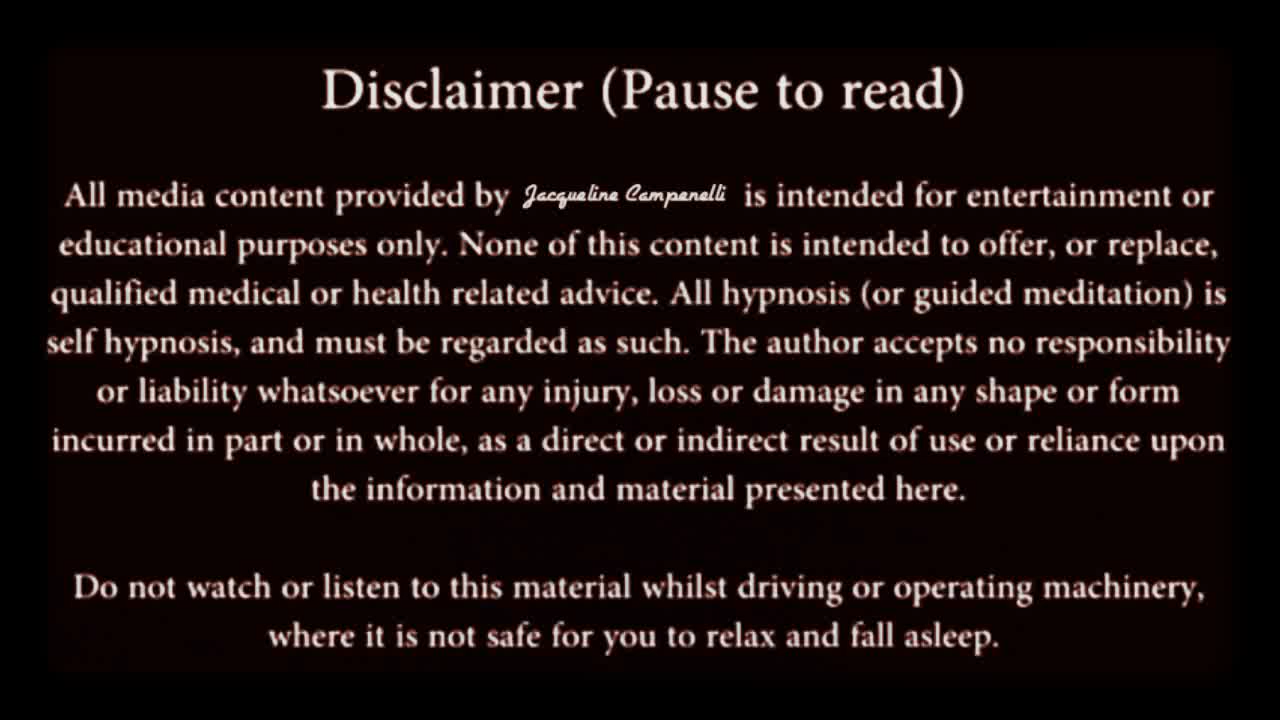 Disclaimer (Pause to read)
All media content provided by Jacqueline Campanelli is intended for entertainment or
educational purposes only. None of this content is intended to offer, or replace,
qualified medical or health related advice. All hypnosis (or guided meditation) is
self hypnosis, and must be regarded as such. The author accepts no responsibility
or liability whatsoever for any injury, loss or damage in any shape or form
incurred in part or in whole, as a direct or indirect result of use or reliance upon
the information and material presented here.
Do not watch or listen to this material whilst driving or operating machinery,
where it is not safe for you to relax and fall asleep.